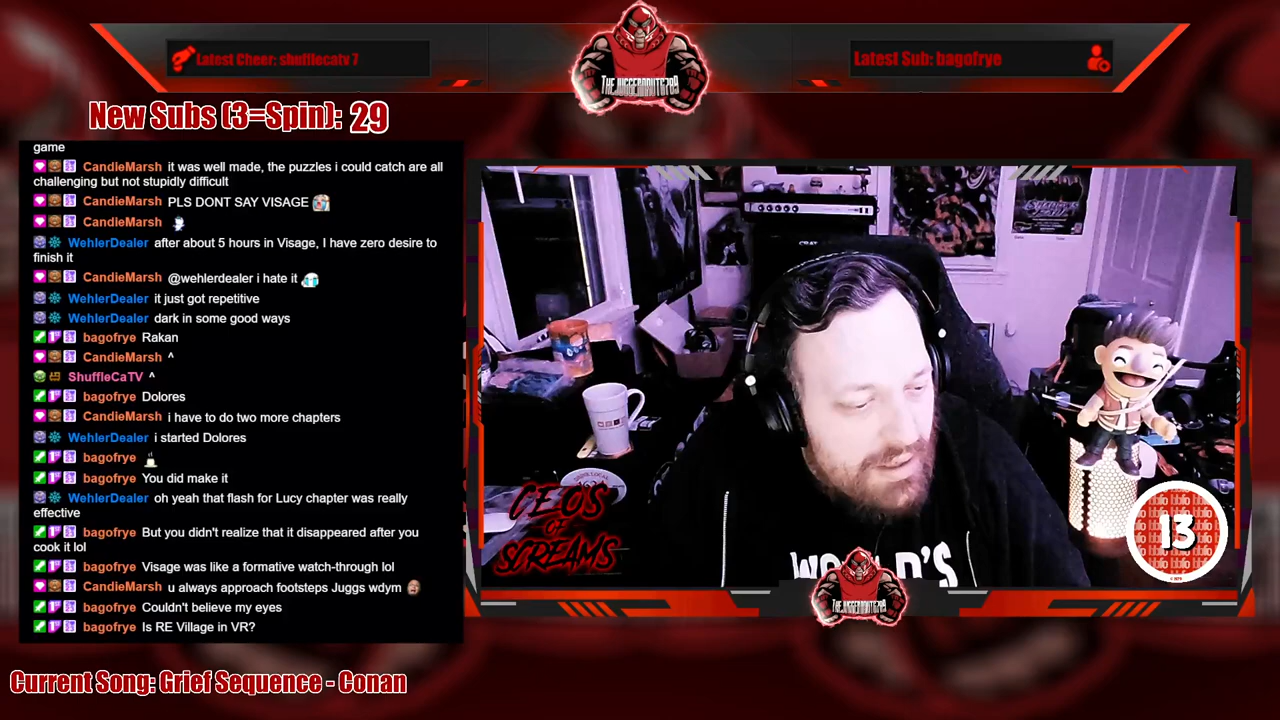 Latest Cheer: shufflecatv 7
THEJUGGERNAUT6789
Latest Sub: bagofrye
New Subs (3=Spin): 29
game
CandieMarsh it was well made, the puzzles i could catch are all
challenging but not stupidly difficult
CandieMarsh PLS DONT SAY VISAGE
CandieMarsh
WehlerDealer after about 5 hours in Visage, I have zero desire to
finish it
CandieMarsh @wehlerdealer i hate it
WehlerDealer it just got repetitive
WehlerDealer dark in some good ways
bagofrye Rakan
CandieMarsh ^
ShuffleCaTV ^
bagofrye Dolores
CandieMarsh i have to do two more chapters
WehlerDealer i started Dolores
bagofrye
bagofrye You did make it
WehlerDealer oh yeah that flash for Lucy chapter was really
effective
bagofrye But you didn't realize that it disappeared after you
cook it lol
bagofrye Visage was like a formative watch-through lol
CandieMarsh u always approach footsteps Juggs wdym
bagofrye Couldn't believe my eyes
bagofrye Is RE Village in VR?
CEO'S
OF
SCREAMS
WORLD'S
13
THEJUGGERNAUT6789
Current Song: Grief Sequence - Conan